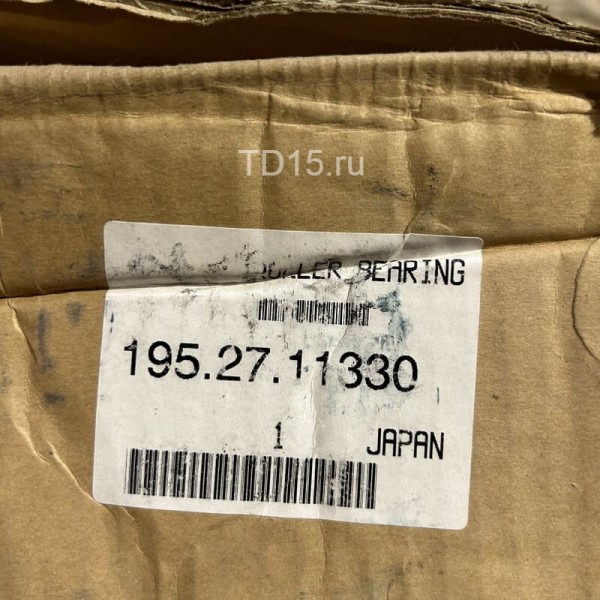 TD15.ru
ROLLER BEARING
195.27.11330
1 JAPAN